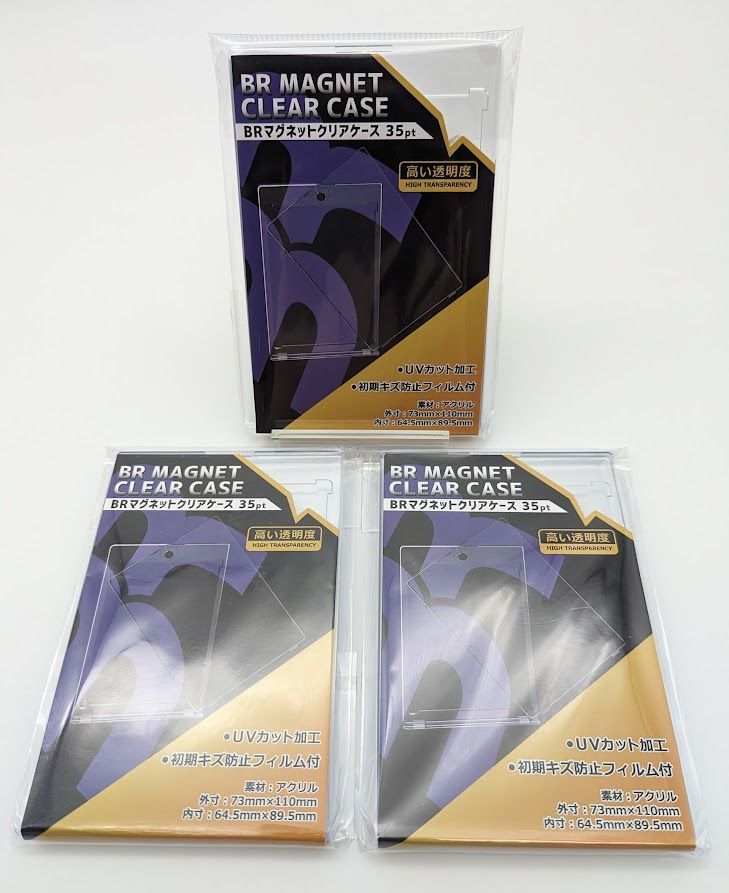 BR MAGNET
CLEAR CASE
BRマグネットクリアケース 35pt
高い透明度
HIGH TRANSPARENCY
•UVカット加工
•初期キズ防止フィルム付
素材：アクリル
外寸：73mm×110mm
内寸：64.5mm×89.5mm
BR MAGNET
CLEAR CASE
BRマグネットクリアケース 35pt
高い透明度
HIGH TRANSPARENCY
•UVカット加工
•初期キズ防止フィルム付
素材：アクリル
外寸：73mm×110mm
内寸：64.5mm×89.5mm
BR MAGNET
CLEAR CASE
BRマグネットクリアケース 35pt
高い透明度
HIGH TRANSPARENCY
•UVカット加工
•初期キズ防止フィルム付
素材：アクリル
外寸：73mm×110mm
内寸：64.5mm×89.5mm